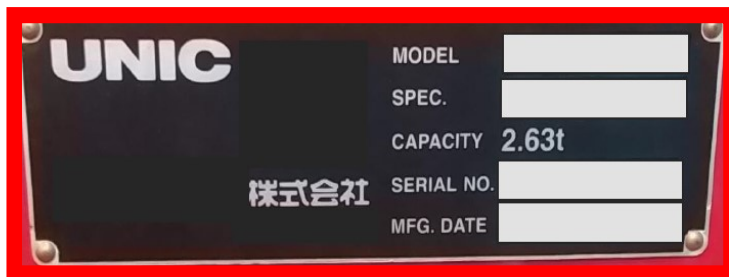 UNIC
MODEL
SPEC.
CAPACITY 2.63t
株式会社
SERIAL NO.
MFG. DATE